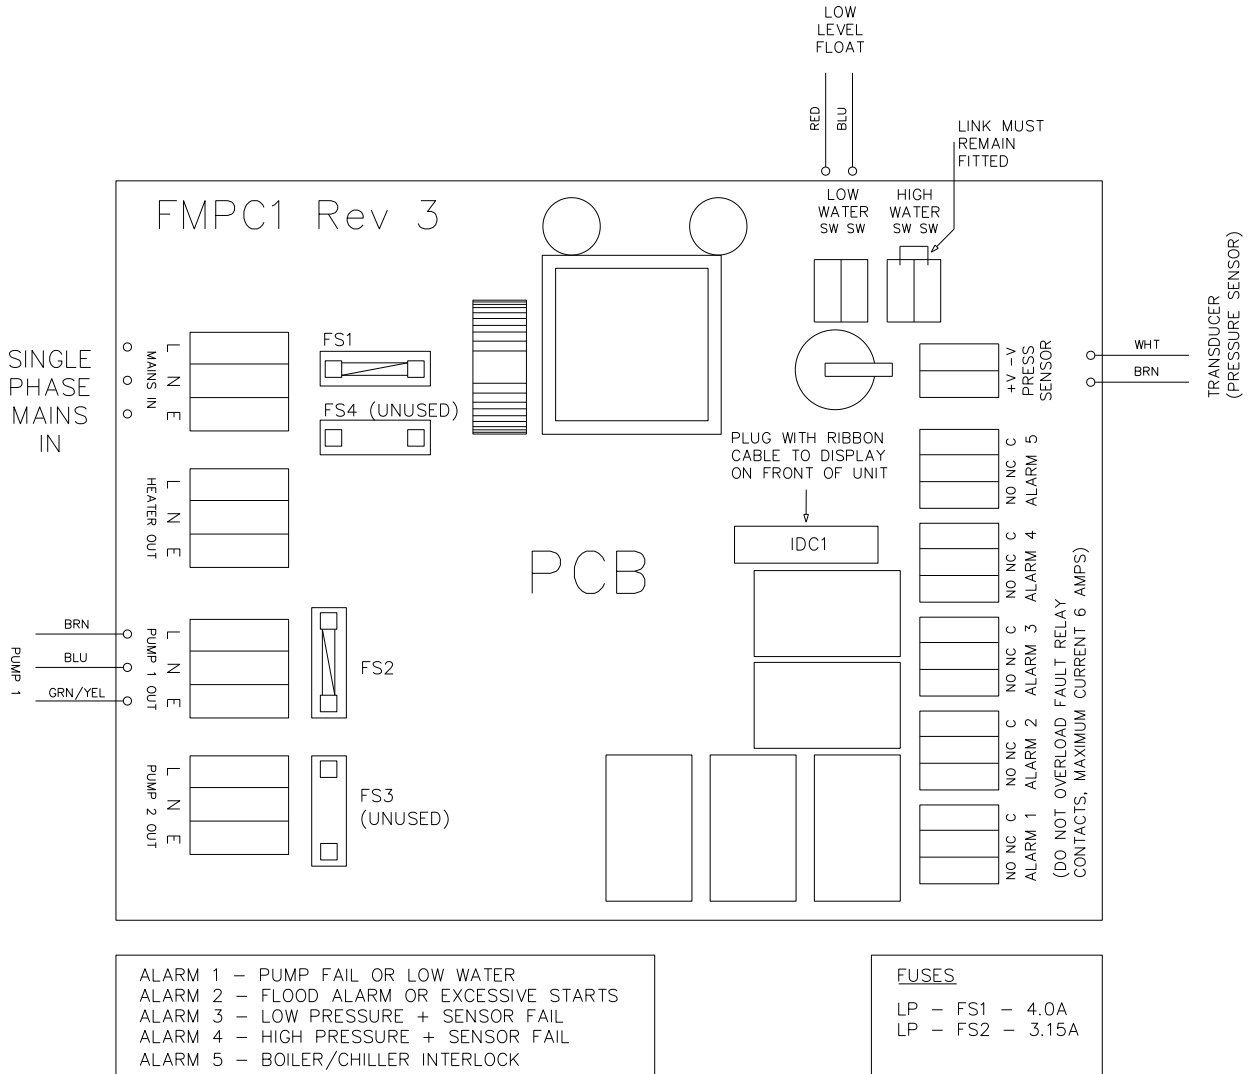 LOW
LEVEL
FLOAT
RED
BLU
LINK MUST
REMAIN
FITTED
FMPC1 Rev 3
LOW
WATER
SW SW
HIGH
WATER
SW SW
TRANSDUCER
(PRESSURE SENSOR)
SINGLE
PHASE
MAINS
IN
MAINS IN
L
N
E
FS1
FS4 (UNUSED)
+V -V
PRESS
SENSOR
WHT
BRN
PLUG WITH RIBBON
CABLE TO DISPLAY
ON FRONT OF UNIT
IDC1
HEATER OUT
L
N
E
PCB
NO NC C
ALARM 5
NO NC C
ALARM 4
NO NC C
ALARM 3
NO NC C
ALARM 2
NO NC C
ALARM 1
(DO NOT OVERLOAD FAULT RELAY
CONTACTS, MAXIMUM CURRENT 6 AMPS)
PUMP 1
BRN
BLU
GRN/YEL
PUMP 1 OUT
L
N
E
FS2
PUMP 2 OUT
L
N
E
FS3
(UNUSED)
ALARM 1 – PUMP FAIL OR LOW WATER
ALARM 2 – FLOOD ALARM OR EXCESSIVE STARTS
ALARM 3 – LOW PRESSURE + SENSOR FAIL
ALARM 4 – HIGH PRESSURE + SENSOR FAIL
ALARM 5 – BOILER/CHILLER INTERLOCK
FUSES
LP – FS1 – 4.0A
LP – FS2 – 3.15A